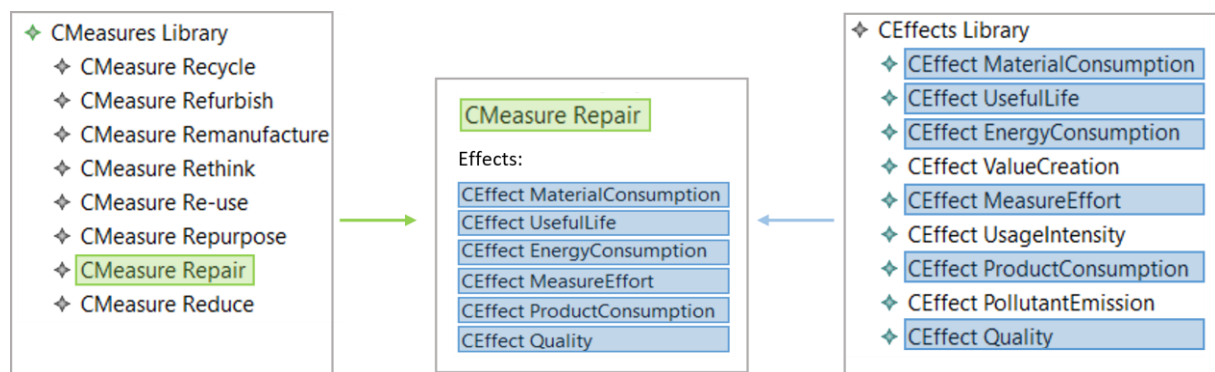 CMeasures Library
CMeasure Recycle
CMeasure Refurbish
CMeasure Remanufacture
CMeasure Rethink
CMeasure Re-use
CMeasure Repurpose
CMeasure Repair
CMeasure Reduce
CMeasure Repair
Effects:
CEffect MaterialConsumption
CEffect UsefulLife
CEffect EnergyConsumption
CEffect MeasureEffort
CEffect ProductConsumption
CEffect Quality
CEffects Library
CEffect MaterialConsumption
CEffect UsefulLife
CEffect EnergyConsumption
CEffect ValueCreation
CEffect MeasureEffort
CEffect UsageIntensity
CEffect ProductConsumption
CEffect PollutantEmission
CEffect Quality